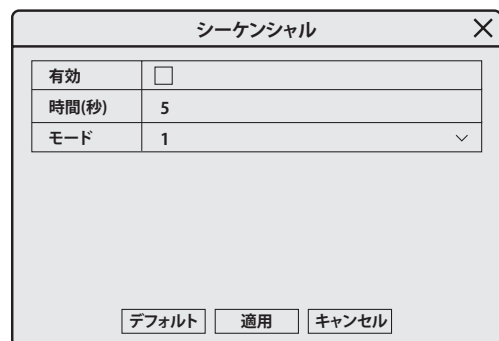 シーケンシャル
有効
時間(秒) 5
モード 1
デフォルト 適用 キャンセル